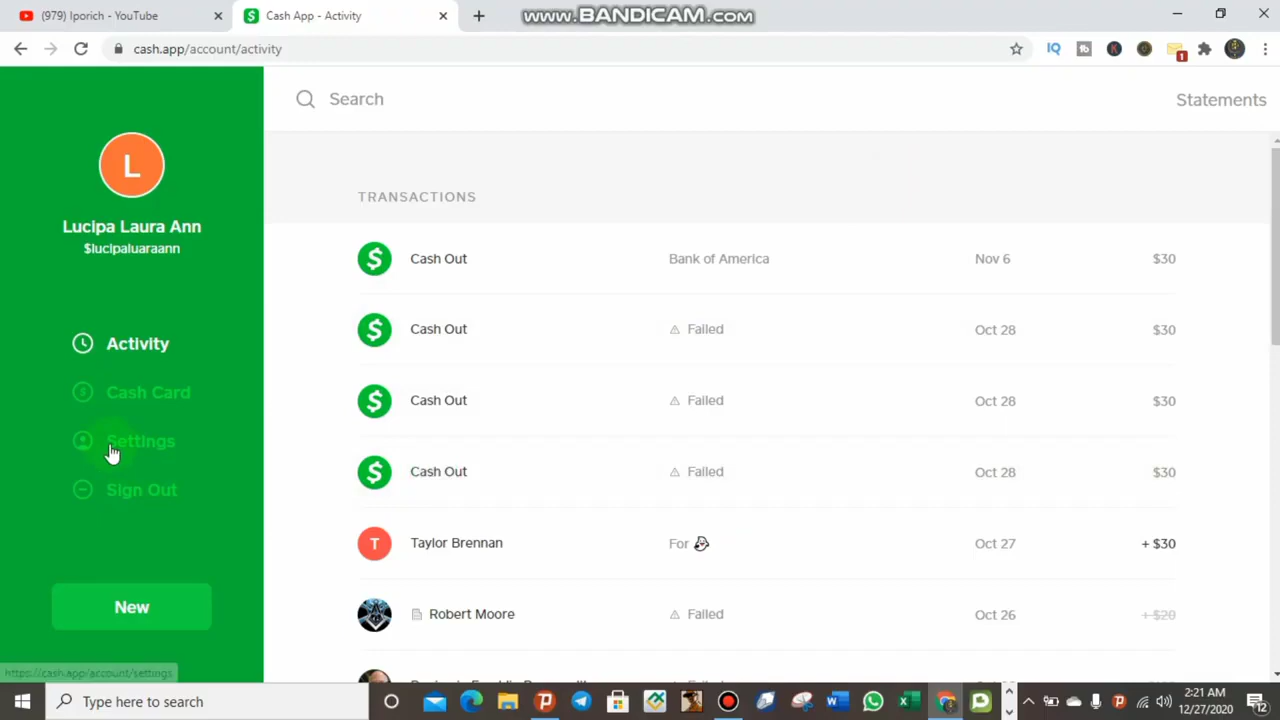 (979) Iporich - YouTube
Cash App - Activity
www.BANDICAM.com
cash.app/account/activity
IQ
1
L
Lucipa Laura Ann
$lucipaluaraann
Activity
Cash Card
Settings
Sign Out
New
https://cash.app/account/settings
Search
Statements
TRANSACTIONS
Cash Out Bank of America Nov 6 $30
Cash Out Failed Oct 28 $30
Cash Out Failed Oct 28 $30
Cash Out Failed Oct 28 $30
T Taylor Brennan For Oct 27 + $30
Robert Moore Failed Oct 26 + $20
Type here to search
2:21 AM
12/27/2020
12